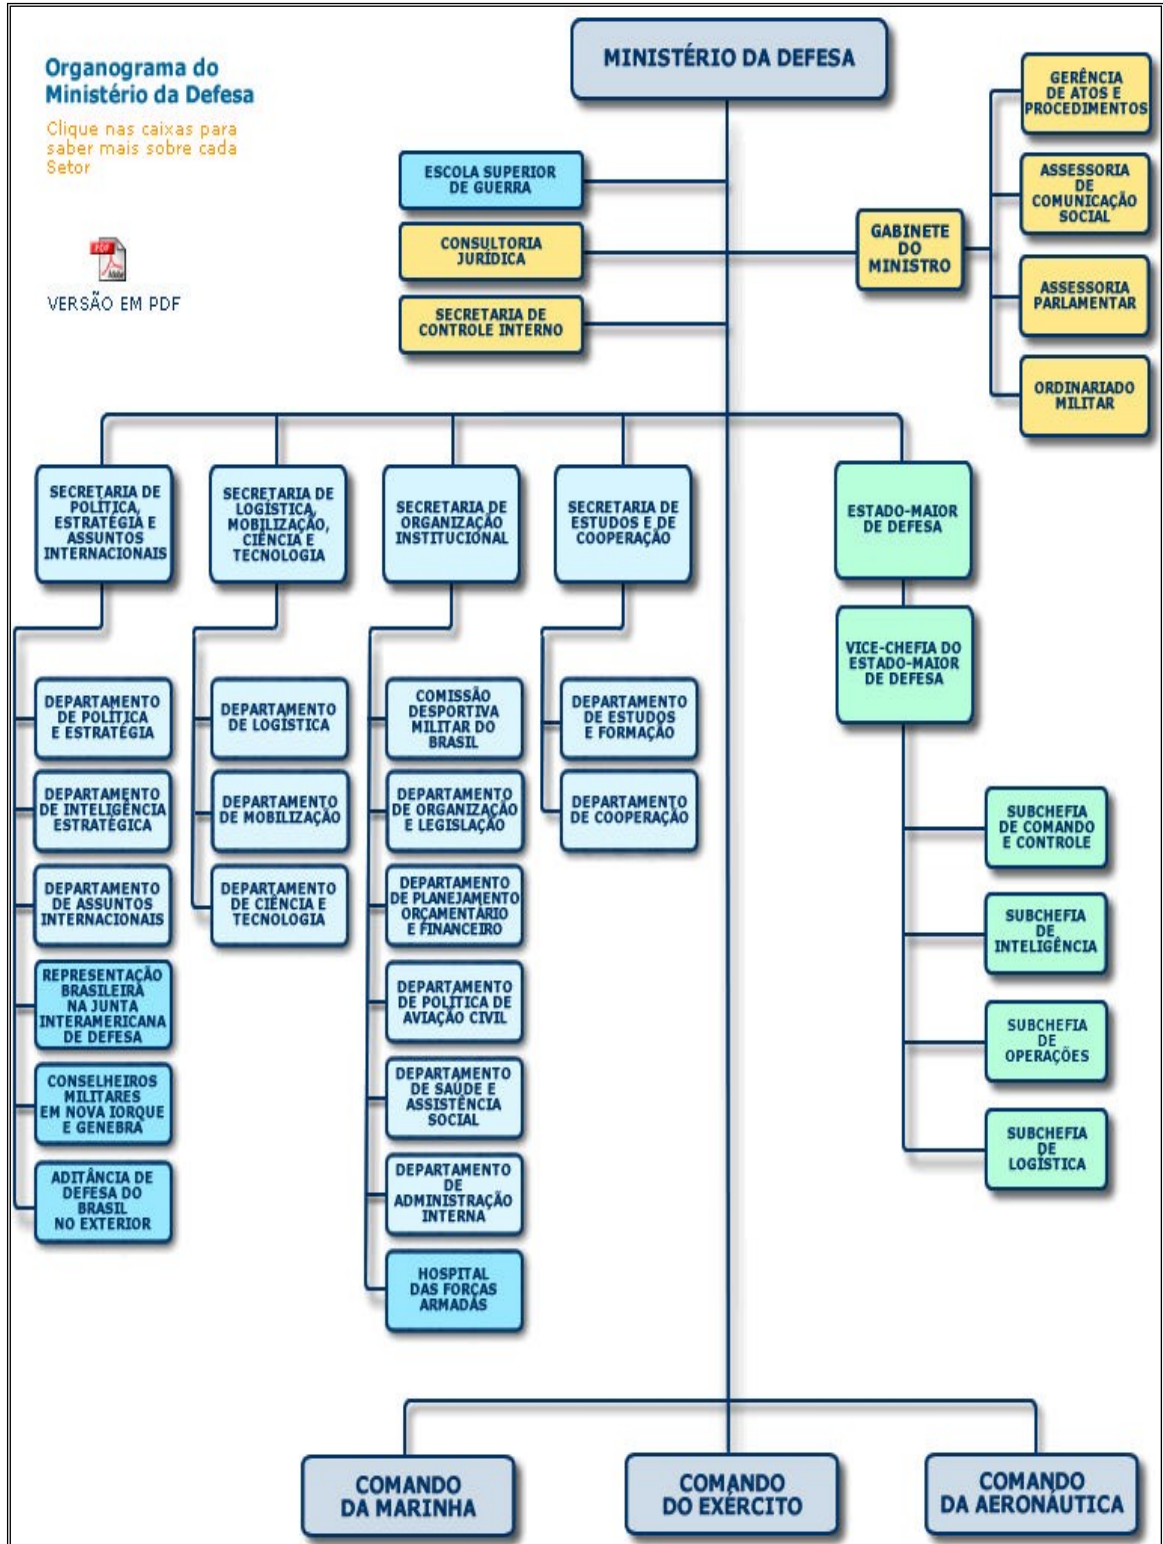 Organograma do
Ministério da Defesa
Clique nas caixas para
saber mais sobre cada
Setor
PDF
Adobe
VERSÃO EM PDF
MINISTÉRIO DA DEFESA
ESCOLA SUPERIOR
DE GUERRA
CONSULTORIA
JURÍDICA
SECRETARIA DE
CONTROLE INTERNO
GABINETE
DO
MINISTRO
GERÊNCIA
DE ATOS E
PROCEDIMENTOS
ASSESSORIA
DE
COMUNICAÇÃO
SOCIAL
ASSESSORIA
PARLAMENTAR
ORDINARIADO
MILITAR
SECRETARIA DE
POLÍTICA,
ESTRATÉGIA E
ASSUNTOS
INTERNACIONAIS
SECRETARIA DE
LOGÍSTICA,
MOBILIZAÇÃO,
CIÊNCIA E
TECNOLOGIA
SECRETARIA DE
ORGANIZAÇÃO
INSTITUCIONAL
SECRETARIA DE
ESTUDOS E DE
COOPERAÇÃO
ESTADO-MAIOR
DE DEFESA
VICE-CHEFIA DO
ESTADO-MAIOR
DE DEFESA
DEPARTAMENTO
DE POLÍTICA
E ESTRATÉGIA
DEPARTAMENTO
DE INTELIGÊNCIA
ESTRATÉGICA
DEPARTAMENTO
DE ASSUNTOS
INTERNACIONAIS
REPRESENTAÇÃO
BRASILEIRA
NA JUNTA
INTERAMERICANA
DE DEFESA
CONSELHEIROS
MILITARES
EM NOVA IORQUE
E GENEBRA
ADITÂNCIA DE
DEFESA DO
BRASIL
NO EXTERIOR
DEPARTAMENTO
DE LOGÍSTICA
DEPARTAMENTO
DE MOBILIZAÇÃO
DEPARTAMENTO
DE CIÊNCIA E
TECNOLOGIA
COMISSÃO
DESPORTIVA
MILITAR DO
BRASIL
DEPARTAMENTO
DE ORGANIZAÇÃO
E LEGISLAÇÃO
DEPARTAMENTO
DE PLANEJAMENTO
ORÇAMENTÁRIO
E FINANCEIRO
DEPARTAMENTO
DE POLÍTICA DE
AVIAÇÃO CIVIL
DEPARTAMENTO
DE SAÚDE E
ASSISTÊNCIA
SOCIAL
DEPARTAMENTO
DE
ADMINISTRAÇÃO
INTERNA
HOSPITAL
DAS FORÇAS
ARMADAS
DEPARTAMENTO
DE ESTUDOS
E FORMAÇÃO
DEPARTAMENTO
DE COOPERAÇÃO
SUBCHEFIA
DE COMANDO
E CONTROLE
SUBCHEFIA
DE
INTELIGÊNCIA
SUBCHEFIA
DE
OPERAÇÕES
SUBCHEFIA
DE
LOGÍSTICA
COMANDO
DA MARINHA
COMANDO
DO EXÉRCITO
COMANDO
DA AERONÁUTICA